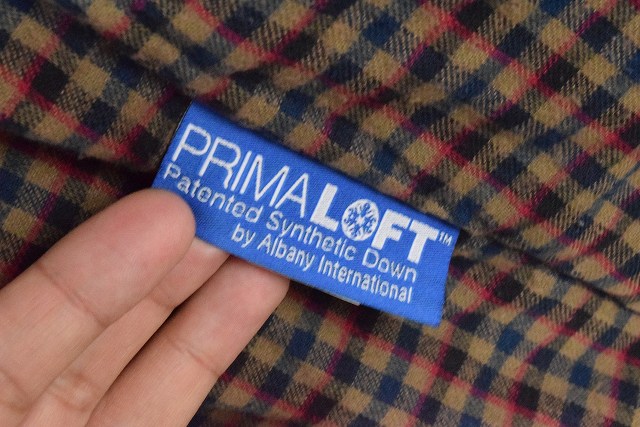 PRIMALOFT™
Patented Synthetic Down
by Albany International